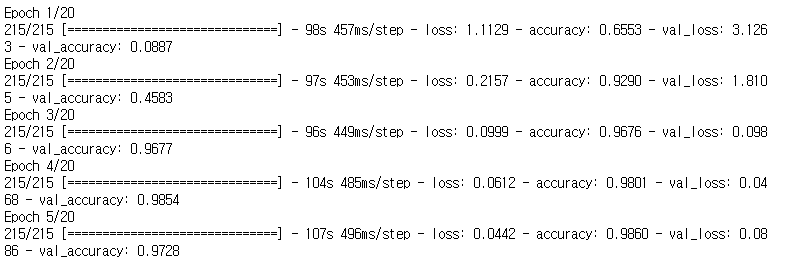 Epoch 1/20
215/215 [==============================] - 98s 457ms/step - loss: 1.1129 - accuracy: 0.6553 - val_loss: 3.126
3 - val_accuracy: 0.0887
Epoch 2/20
215/215 [==============================] - 97s 453ms/step - loss: 0.2157 - accuracy: 0.9290 - val_loss: 1.810
5 - val_accuracy: 0.4583
Epoch 3/20
215/215 [==============================] - 96s 449ms/step - loss: 0.0999 - accuracy: 0.9676 - val_loss: 0.098
6 - val_accuracy: 0.9677
Epoch 4/20
215/215 [==============================] - 104s 485ms/step - loss: 0.0612 - accuracy: 0.9801 - val_loss: 0.04
68 - val_accuracy: 0.9854
Epoch 5/20
215/215 [==============================] - 107s 496ms/step - loss: 0.0442 - accuracy: 0.9860 - val_loss: 0.08
86 - val_accuracy: 0.9728